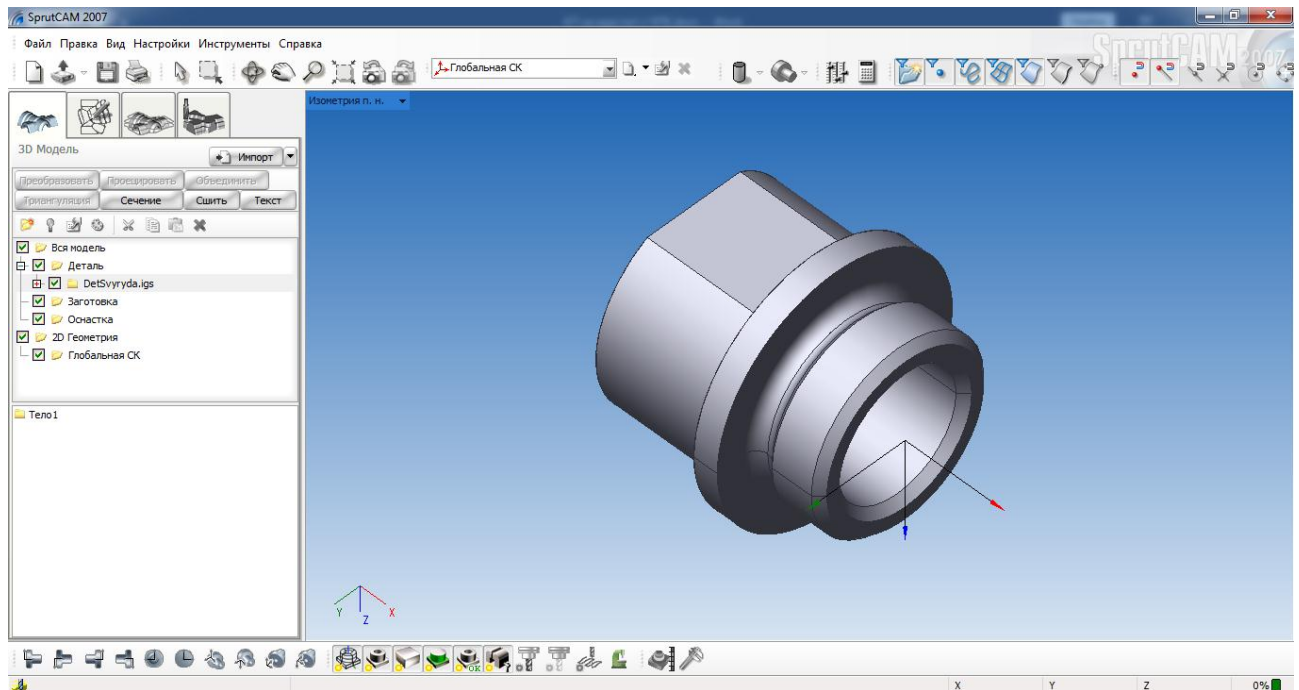 SprutCAM 2007
Файл Правка Вид Настройки Инструменты Справка
SprutCAM 2007
Глобальная СК
Изометрия п. н.
3D Модель
Импорт
Преобразовать Проецировать Объединить
Триангуляция Сечение Сшить Текст
Вся модель
Деталь
DetSvyryda.igs
Заготовка
Оснастка
2D Геометрия
Глобальная СК
Тело1
Y Z X
X Y Z 0%